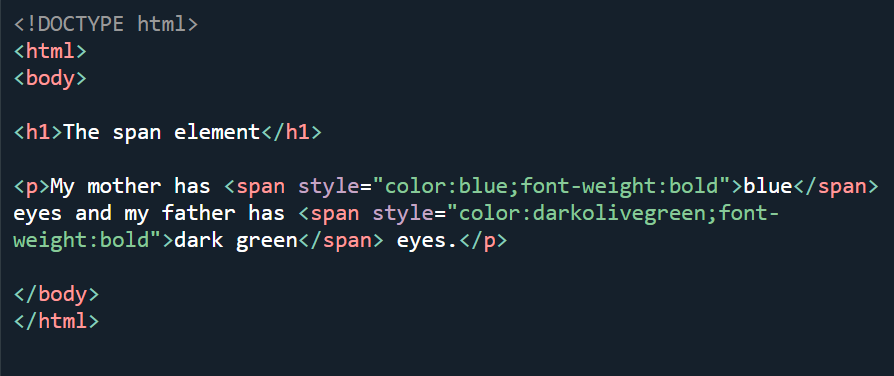 <!DOCTYPE html>
<html>
<body>
<h1>The span element</h1>
<p>My mother has <span style="color:blue;font-weight:bold">blue</span>
eyes and my father has <span style="color:darkolivegreen;font-
weight:bold">dark green</span> eyes.</p>
</body>
</html>